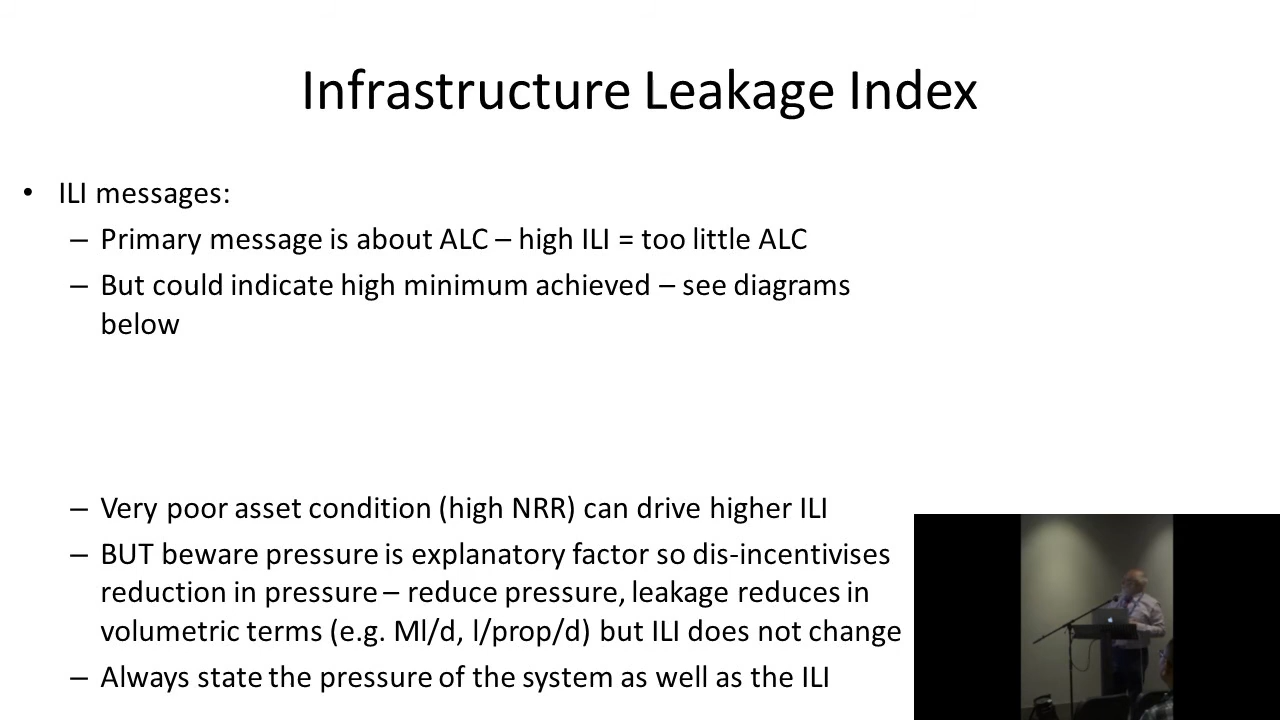 Infrastructure Leakage Index
• ILI messages:
– Primary message is about ALC – high ILI = too little ALC
– But could indicate high minimum achieved – see diagrams
below
– Very poor asset condition (high NRR) can drive higher ILI
– BUT beware pressure is explanatory factor so dis-incentivises
reduction in pressure – reduce pressure, leakage reduces in
volumetric terms (e.g. Ml/d, l/prop/d) but ILI does not change
– Always state the pressure of the system as well as the ILI